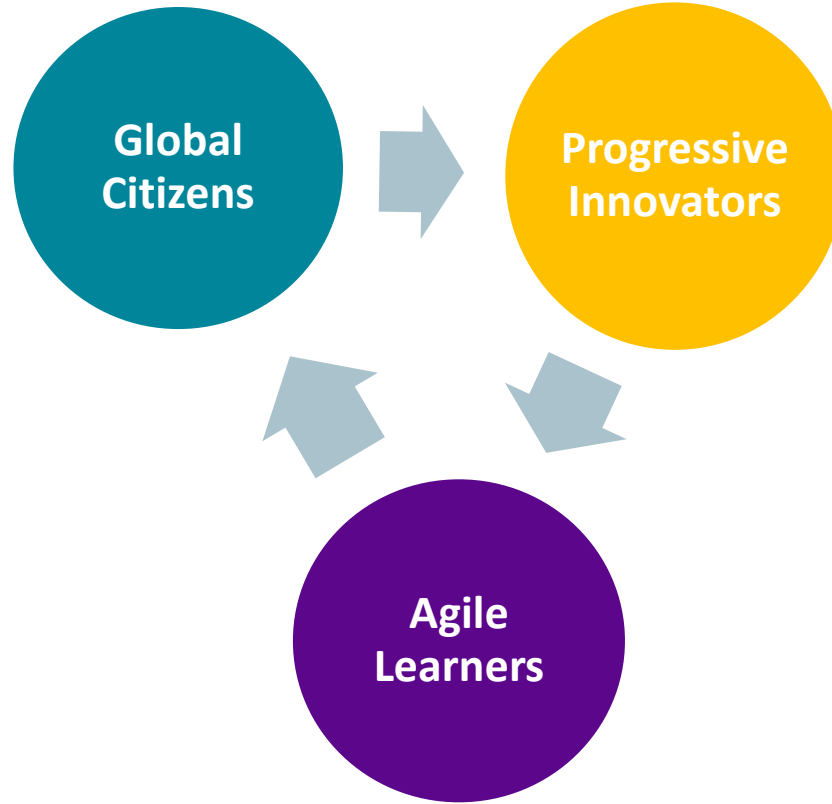 Global
Citizens
Progressive
Innovators
Agile
Learners